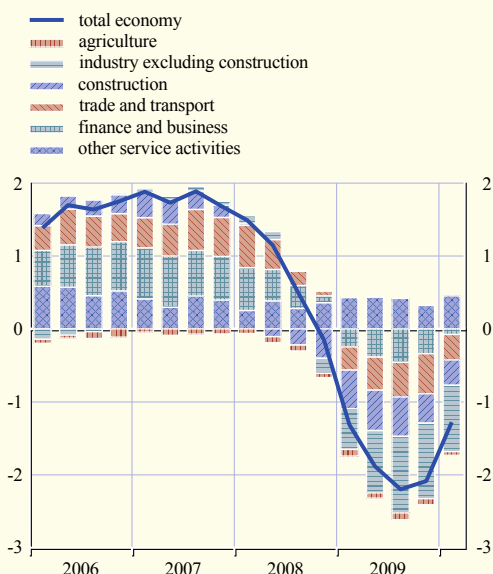 total economy
agriculture
industry excluding construction
construction
trade and transport
finance and business
other service activities
2 2
1 1
0 0
-1 -1
-2 -2
-3 -3
2006 2007 2008 2009